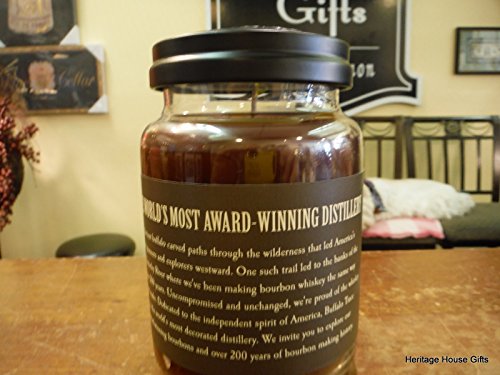 Gifts
son
Cellar
WORLD'S MOST AWARD-WINNING DISTILLERY
buffalo carved paths through the wilderness that led America's
and explorers westward. One such trail led to the banks of the
River where we've been making bourbon whiskey the same
years. Uncompromised and unchanged, we're proud of the whiskey
Dedicated to the independent spirit of America, Buffalo Trace
world's most decorated distillery. We invite you to explore our
bourbons and over 200 years of bourbon making history.
Heritage House Gifts